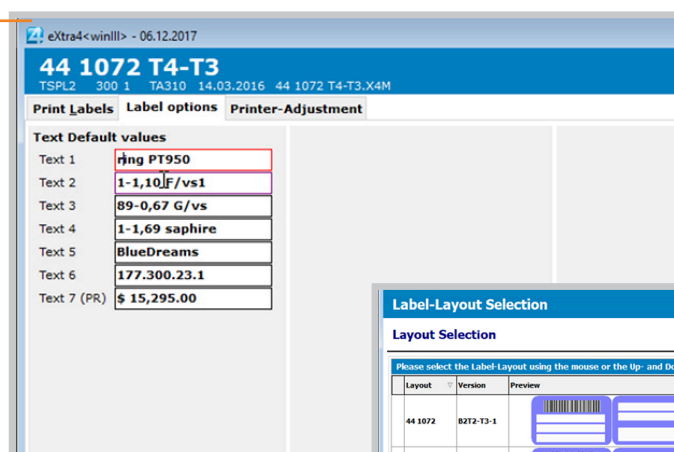 eXtra4<winIII> - 06.12.2017
44 1072 T4-T3
TSPL2 300 1 TA310 14.03.2016 44 1072 T4-T3.X4M
Print Labels Label options Printer-Adjustment
Text Default values
Text 1 ring PT950
Text 2 1-1,10 F/vs1
Text 3 89-0,67 G/vs
Text 4 1-1,69 saphire
Text 5 BlueDreams
Text 6 177.300.23.1
Text 7 (PR) $ 15,295.00
Label-Layout Selection
Layout Selection
Please select the Label-Layout using the mouse or the Up- and Do
Layout Version Preview
44 1072 B2T2-T3-1